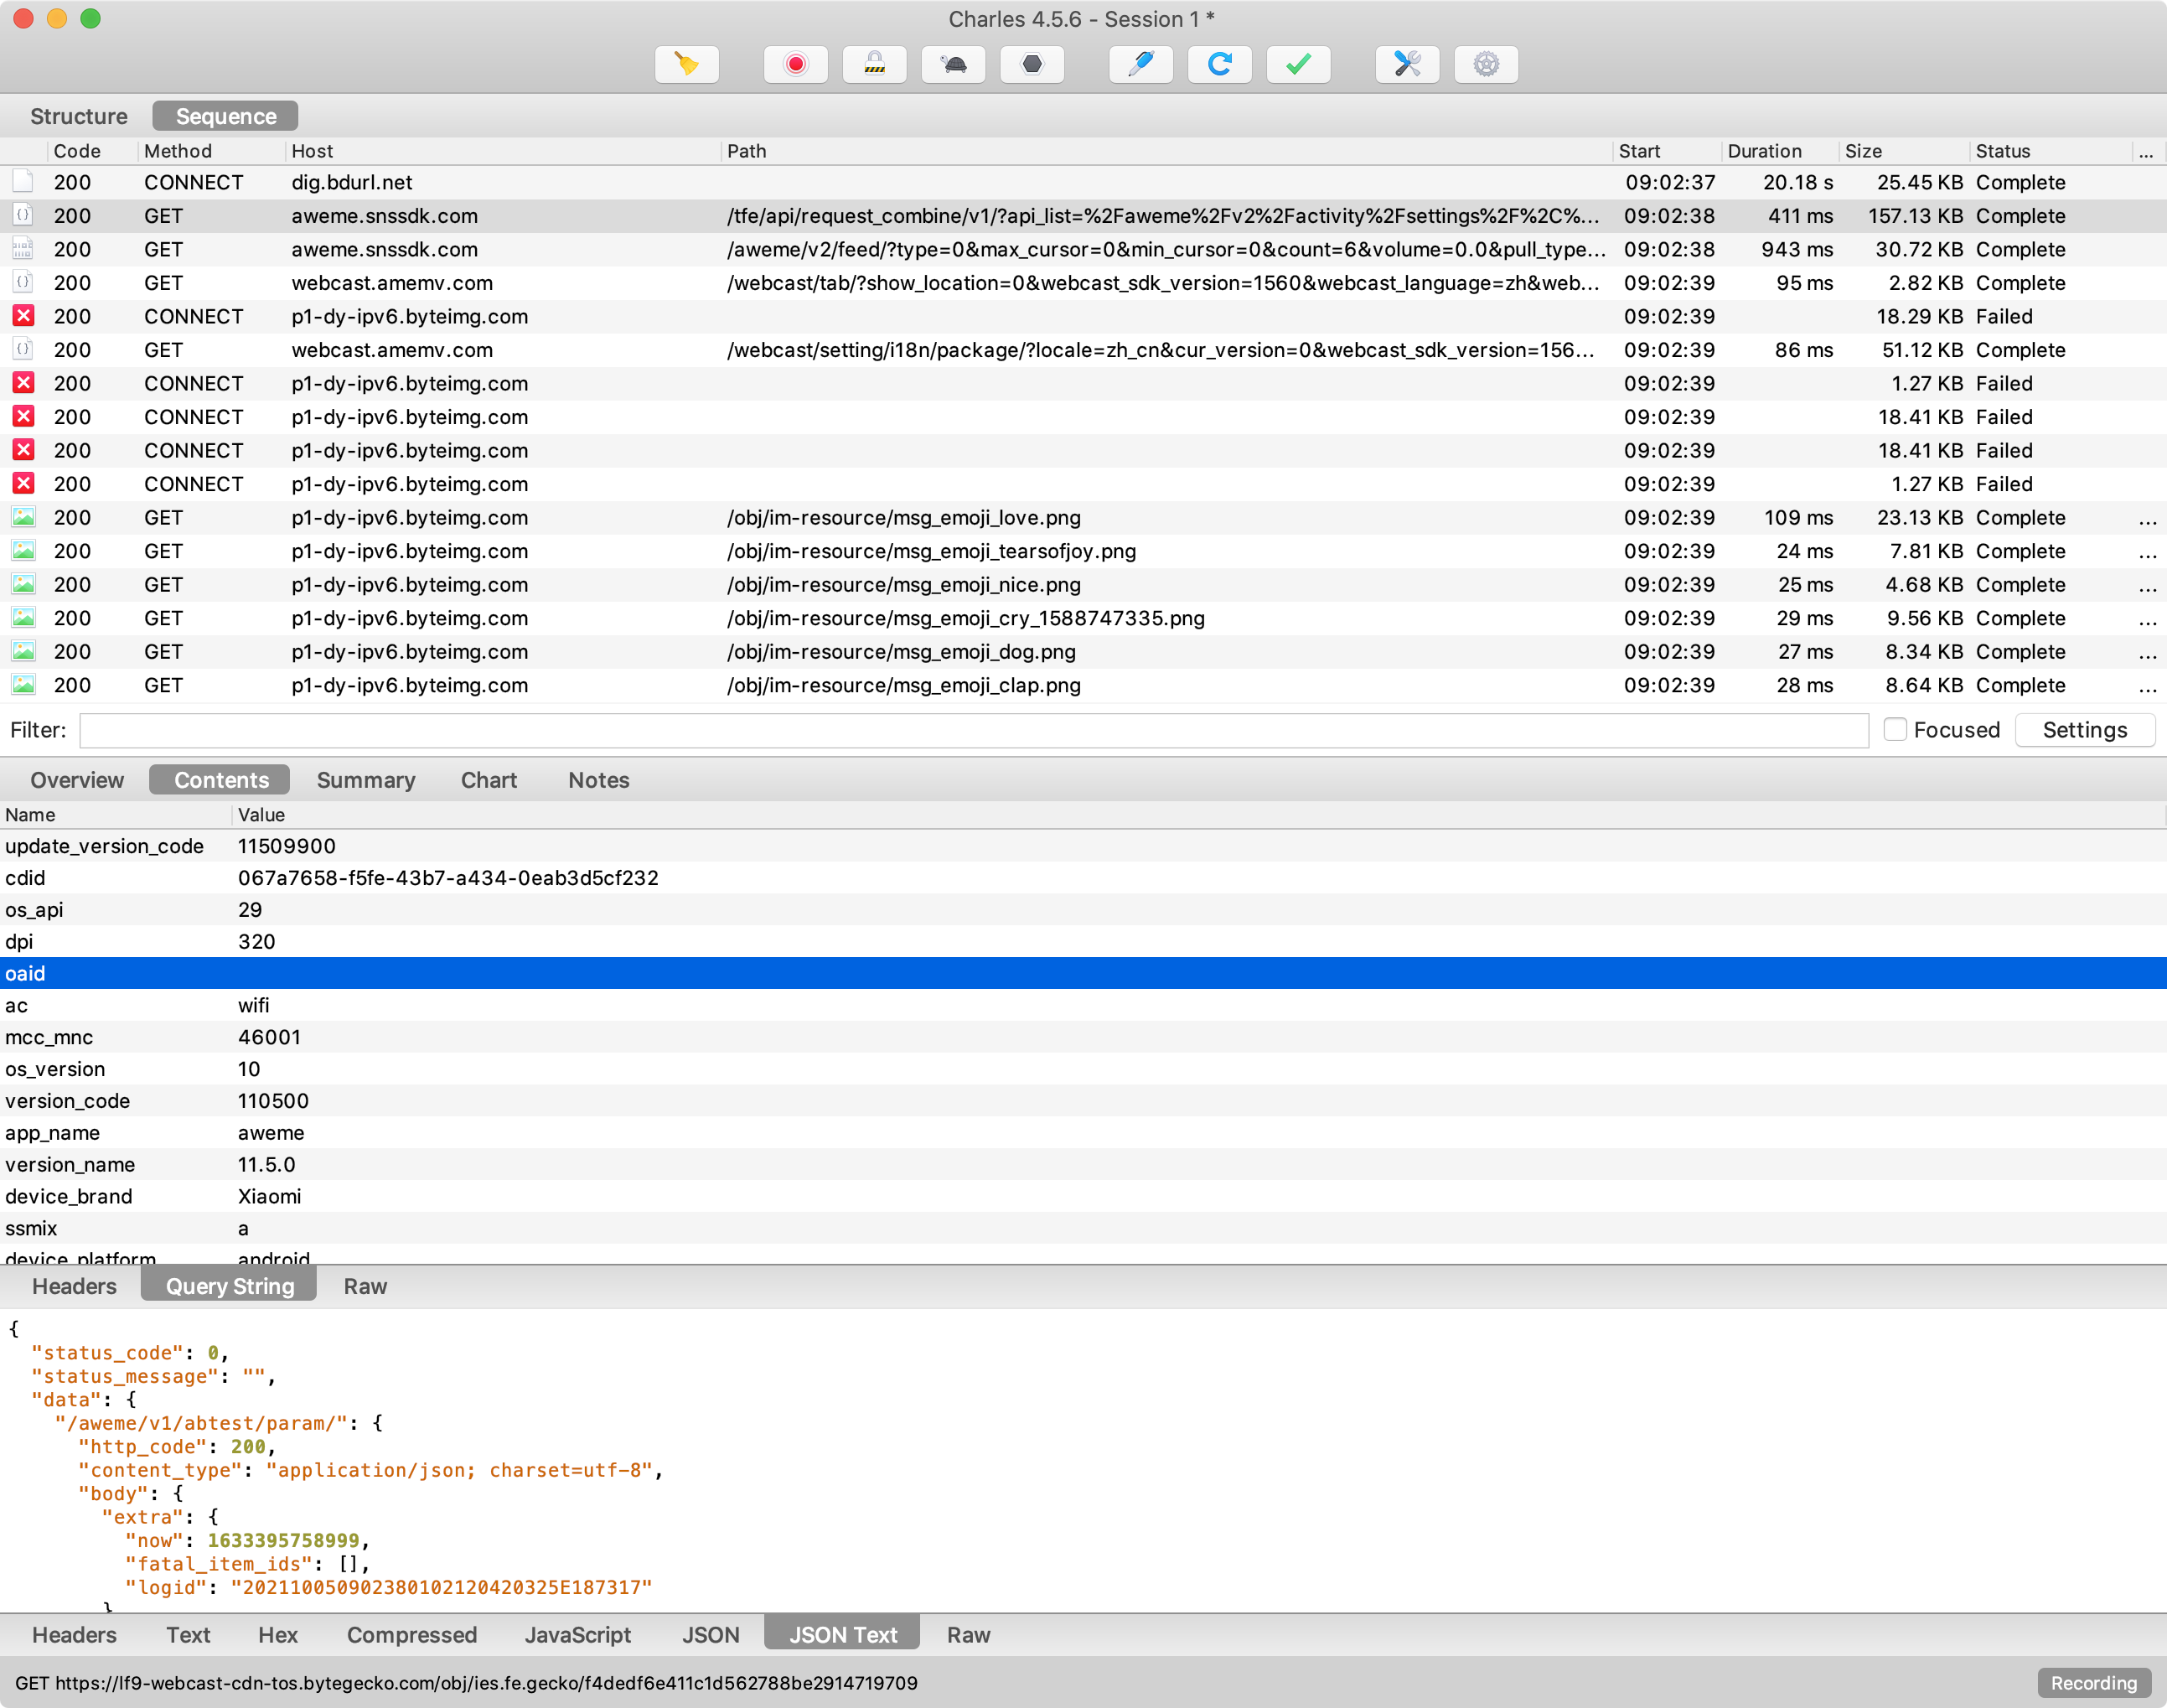 Charles 4.5.6 - Session 1 *
Structure Sequence
Code Method Host Path Start Duration Size Status ...
200 CONNECT dig.bdurl.net 09:02:37 20.18 s 25.45 KB Complete
200 GET aweme.snssdk.com /tfe/api/request_combine/v1/?api_list=%2Faweme%2Fv2%2Factivity%2Fsettings%2F%2C%... 09:02:38 411 ms 157.13 KB Complete
200 GET aweme.snssdk.com /aweme/v2/feed/?type=0&max_cursor=0&min_cursor=0&count=6&volume=0.0&pull_type... 09:02:38 943 ms 30.72 KB Complete
200 GET webcast.amemv.com /webcast/tab/?show_location=0&webcast_sdk_version=1560&webcast_language=zh&web... 09:02:39 95 ms 2.82 KB Complete
200 CONNECT p1-dy-ipv6.byteimg.com 09:02:39 18.29 KB Failed
200 GET webcast.amemv.com /webcast/setting/i18n/package/?locale=zh_cn&cur_version=0&webcast_sdk_version=156... 09:02:39 86 ms 51.12 KB Complete
200 CONNECT p1-dy-ipv6.byteimg.com 09:02:39 1.27 KB Failed
200 CONNECT p1-dy-ipv6.byteimg.com 09:02:39 18.41 KB Failed
200 CONNECT p1-dy-ipv6.byteimg.com 09:02:39 18.41 KB Failed
200 CONNECT p1-dy-ipv6.byteimg.com 09:02:39 1.27 KB Failed
200 GET p1-dy-ipv6.byteimg.com /obj/im-resource/msg_emoji_love.png 09:02:39 109 ms 23.13 KB Complete ...
200 GET p1-dy-ipv6.byteimg.com /obj/im-resource/msg_emoji_tearsofjoy.png 09:02:39 24 ms 7.81 KB Complete ...
200 GET p1-dy-ipv6.byteimg.com /obj/im-resource/msg_emoji_nice.png 09:02:39 25 ms 4.68 KB Complete ...
200 GET p1-dy-ipv6.byteimg.com /obj/im-resource/msg_emoji_cry_1588747335.png 09:02:39 29 ms 9.56 KB Complete ...
200 GET p1-dy-ipv6.byteimg.com /obj/im-resource/msg_emoji_dog.png 09:02:39 27 ms 8.34 KB Complete ...
200 GET p1-dy-ipv6.byteimg.com /obj/im-resource/msg_emoji_clap.png 09:02:39 28 ms 8.64 KB Complete ...
Filter: Focused Settings
Overview Contents Summary Chart Notes
Name Value
update_version_code 11509900
cdid 067a7658-f5fe-43b7-a434-0eab3d5cf232
os_api 29
dpi 320
oaid
ac wifi
mcc_mnc 46001
os_version 10
version_code 110500
app_name aweme
version_name 11.5.0
device_brand Xiaomi
ssmix a
device_platform android
Headers Query String Raw
{
"status_code": 0,
"status_message": "",
"data": {
"/aweme/v1/abtest/param/": {
"http_code": 200,
"content_type": "application/json; charset=utf-8",
"body": {
"extra": {
"now": 1633395758999,
"fatal_item_ids": [],
"logid": "202110050902380102120420325E187317"
}
Headers Text Hex Compressed JavaScript JSON JSON Text Raw
GET https://lf9-webcast-cdn-tos.bytegecko.com/obj/ies.fe.gecko/f4dedf6e411c1d562788be2914719709 Recording